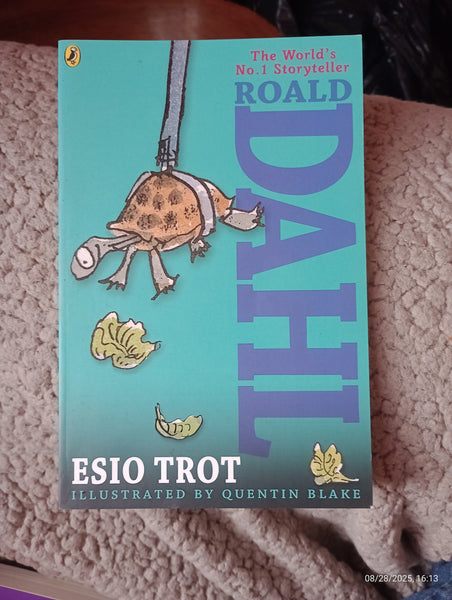 The World's
No.1 Storyteller
ROALD
DAHL
ESIO TROT
ILLUSTRATED BY QUENTIN BLAKE
08/28/2025, 16:13